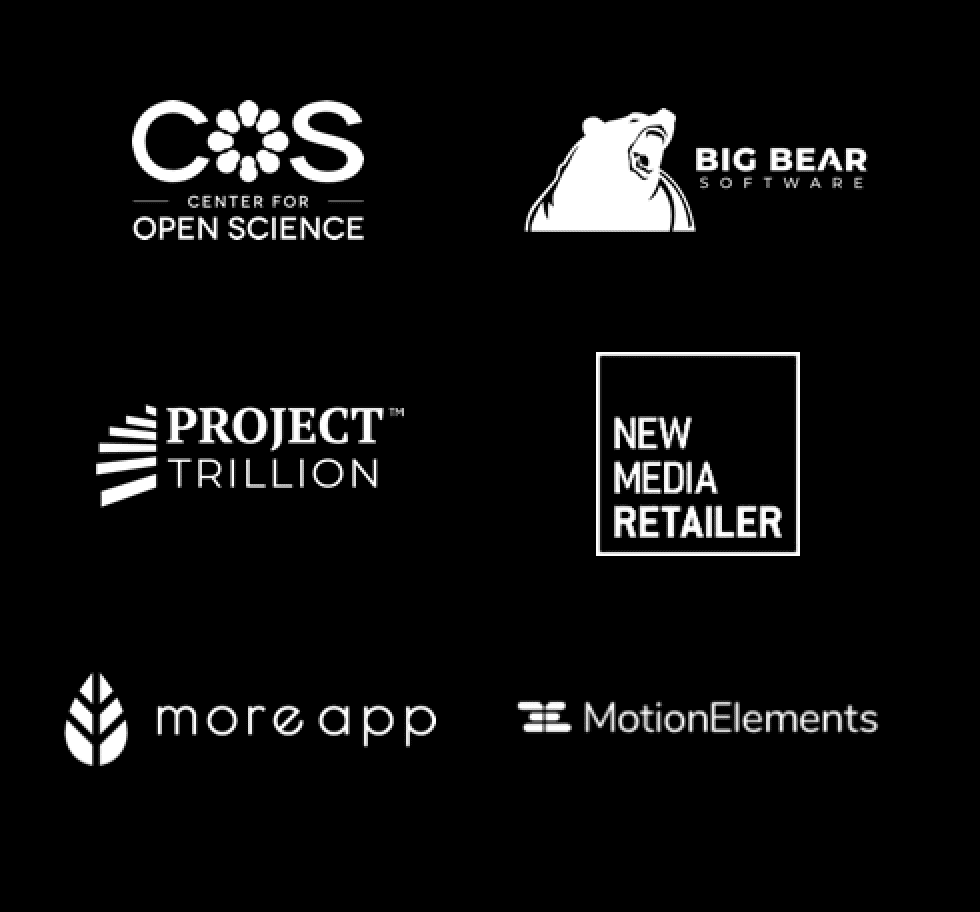 COS
CENTER FOR
OPEN SCIENCE
BIG BEAR
SOFTWARE
PROJECT™
TRILLION
NEW
MEDIA
RETAILER
moreapp
MotionElements